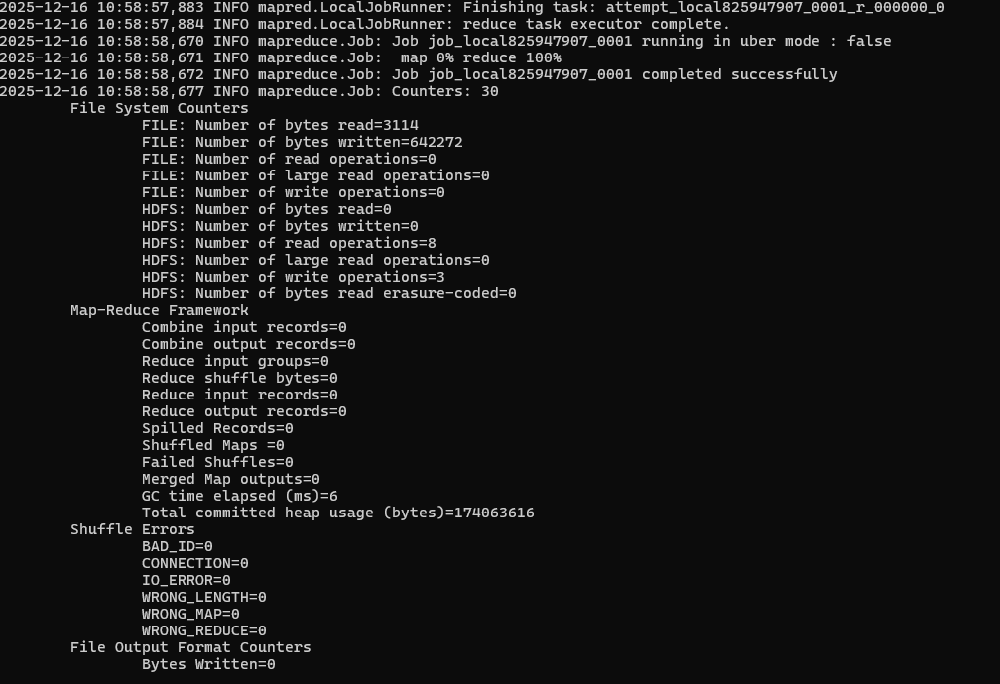 2025-12-16 10:58:57,883 INFO mapred.LocalJobRunner: Finishing task: attempt_local825947907_0001_r_000000_0
2025-12-16 10:58:57,884 INFO mapred.LocalJobRunner: reduce task executor complete.
2025-12-16 10:58:58,670 INFO mapreduce.Job: Job job_local825947907_0001 running in uber mode : false
2025-12-16 10:58:58,671 INFO mapreduce.Job:  map 0% reduce 100%
2025-12-16 10:58:58,672 INFO mapreduce.Job: Job job_local825947907_0001 completed successfully
2025-12-16 10:58:58,677 INFO mapreduce.Job: Counters: 30
File System Counters
FILE: Number of bytes read=3114
FILE: Number of bytes written=642272
FILE: Number of read operations=0
FILE: Number of large read operations=0
FILE: Number of write operations=0
HDFS: Number of bytes read=0
HDFS: Number of bytes written=0
HDFS: Number of read operations=8
HDFS: Number of large read operations=0
HDFS: Number of write operations=3
HDFS: Number of bytes read erasure-coded=0
Map-Reduce Framework
Combine input records=0
Combine output records=0
Reduce input groups=0
Reduce shuffle bytes=0
Reduce input records=0
Reduce output records=0
Spilled Records=0
Shuffled Maps =0
Failed Shuffles=0
Merged Map outputs=0
GC time elapsed (ms)=6
Total committed heap usage (bytes)=174063616
Shuffle Errors
BAD_ID=0
CONNECTION=0
IO_ERROR=0
WRONG_LENGTH=0
WRONG_MAP=0
WRONG_REDUCE=0
File Output Format Counters
Bytes Written=0